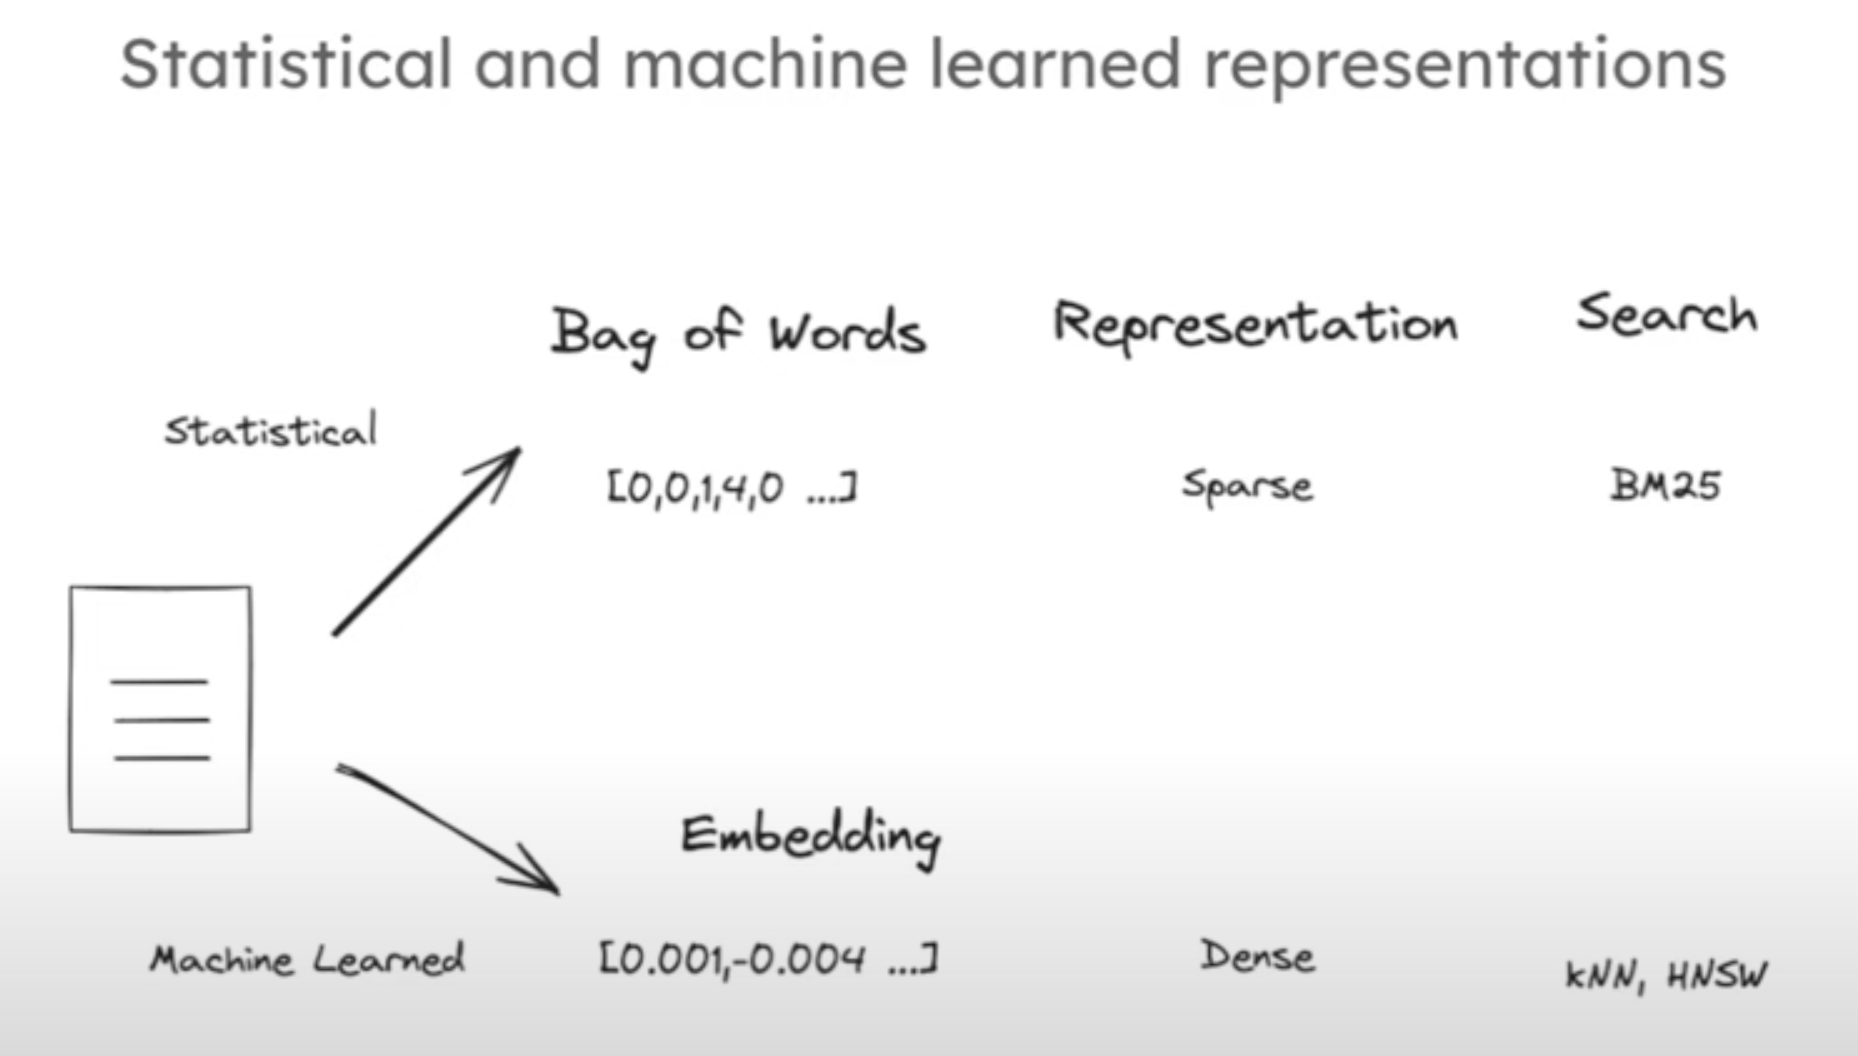 Statistical and machine learned representations
Bag of Words Representation Search
Statistical
[0,0,1,4,0 ...] Sparse BM25
Embedding
Machine Learned [0.001,-0.004 ...] Dense kNN, HNSW